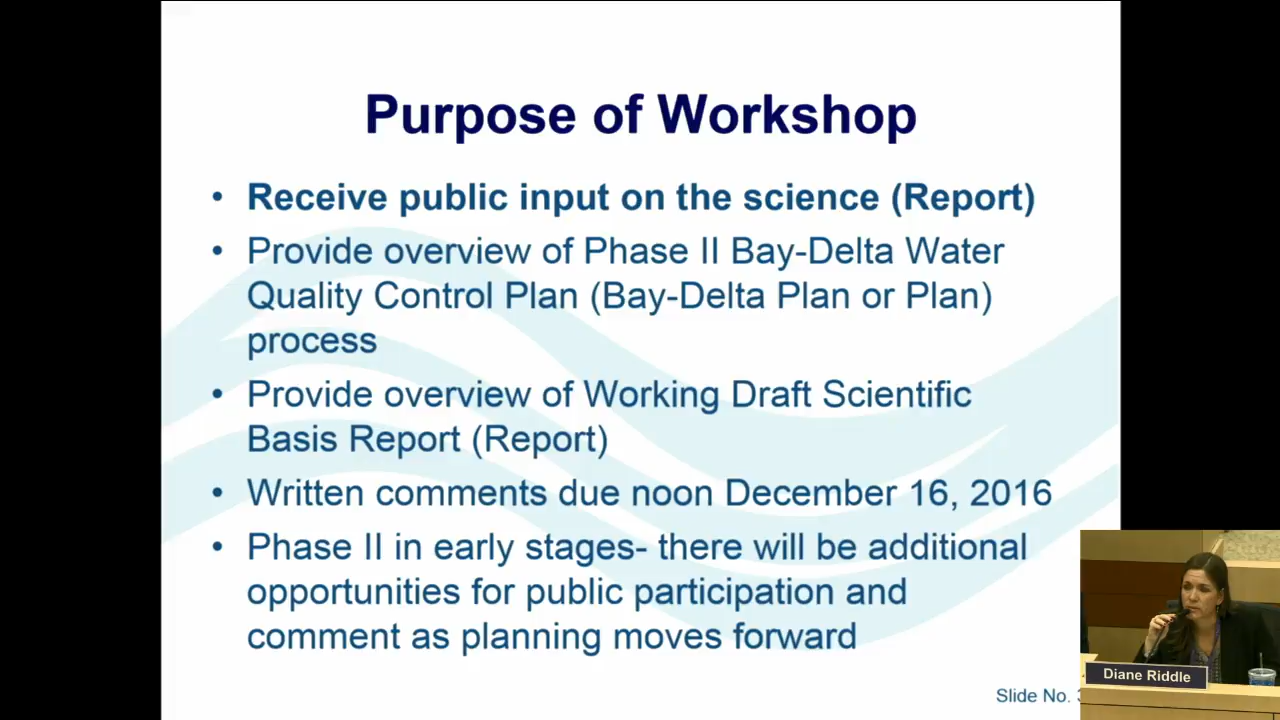 Purpose of Workshop
• Receive public input on the science (Report)
• Provide overview of Phase II Bay-Delta Water
Quality Control Plan (Bay-Delta Plan or Plan)
process
• Provide overview of Working Draft Scientific
Basis Report (Report)
• Written comments due noon December 16, 2016
• Phase II in early stages- there will be additional
opportunities for public participation and
comment as planning moves forward
Diane Riddle
Slide No.